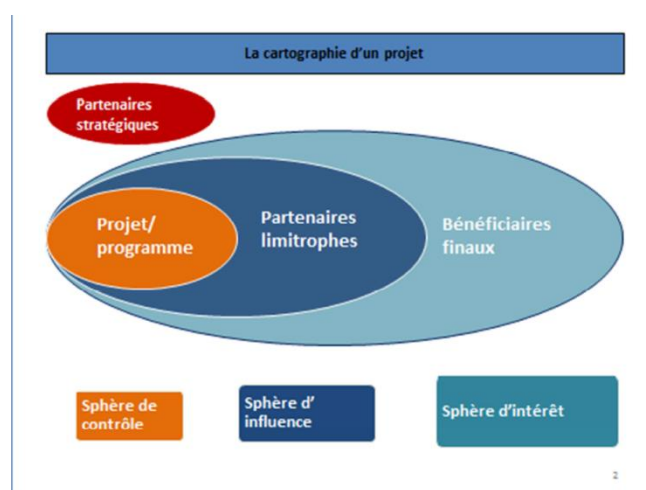 La cartographie d’un projet
Partenaires
stratégiques
Projet/
programme
Partenaires
limitrophes
Bénéficiaires
finaux
Sphère de
contrôle
Sphère d’
influence
Sphère d’intérêt
2